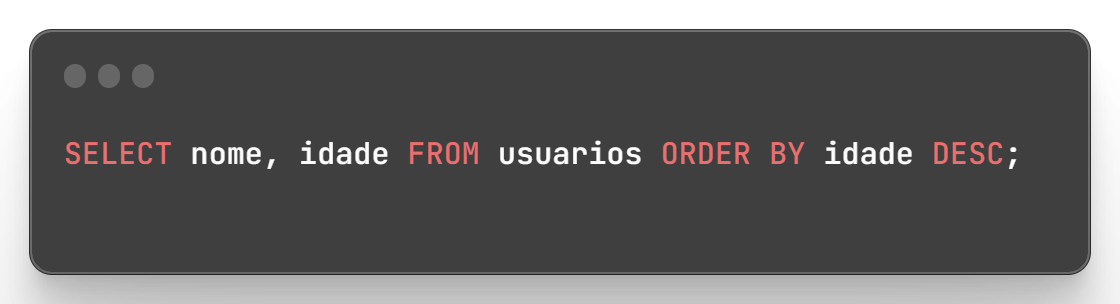 SELECT nome, idade FROM usuarios ORDER BY idade DESC;